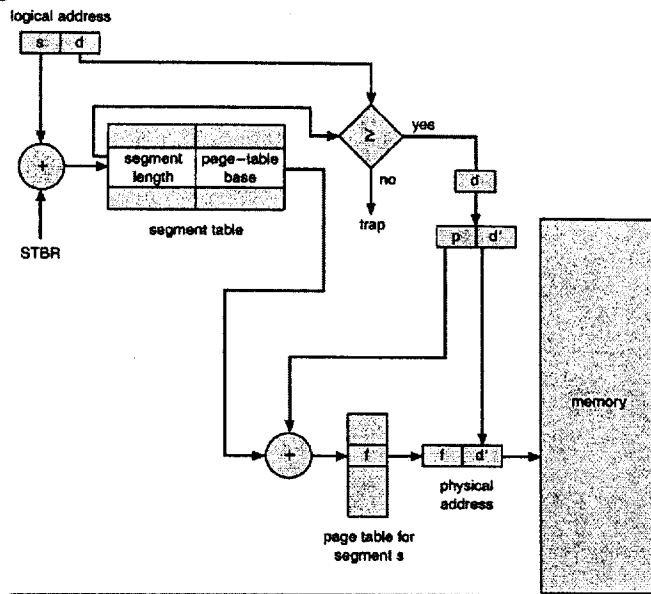 logical address
s d
+
STBR
segment length
page-table base
segment table
≥
yes
no
trap
d
p d'
+
f
page table for segment s
f d'
physical address
memory